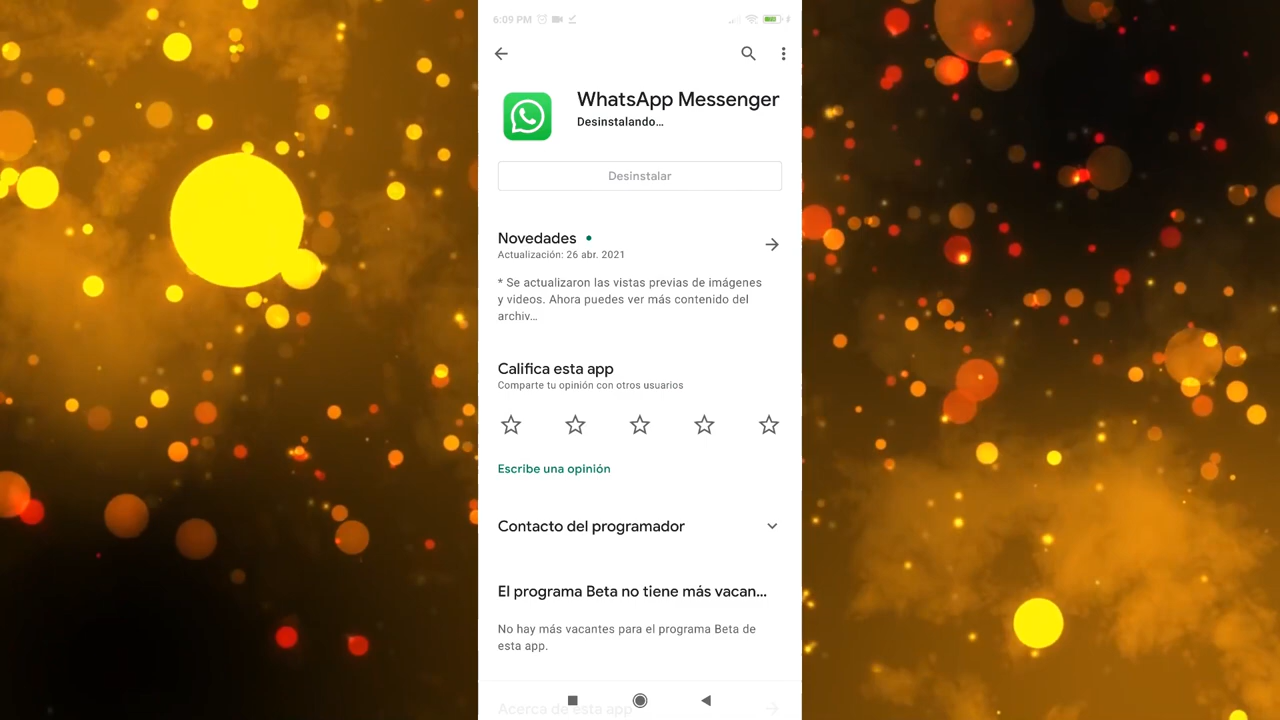 6:09 PM
WhatsApp Messenger
Desinstalando…
Desinstalar
Novedades
Actualización: 26 abr. 2021
* Se actualizaron las vistas previas de imágenes
y videos. Ahora puedes ver más contenido del
archiv…
Califica esta app
Comparte tu opinión con otros usuarios
Escribe una opinión
Contacto del programador
El programa Beta no tiene más vacan…
No hay más vacantes para el programa Beta de
esta app.
Acerca de esta app